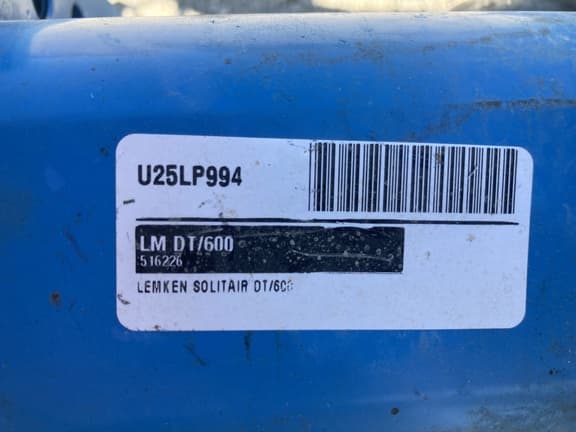 U25LP994
LM DT/600
516226
LEMKEN SOLITAIR DT/600